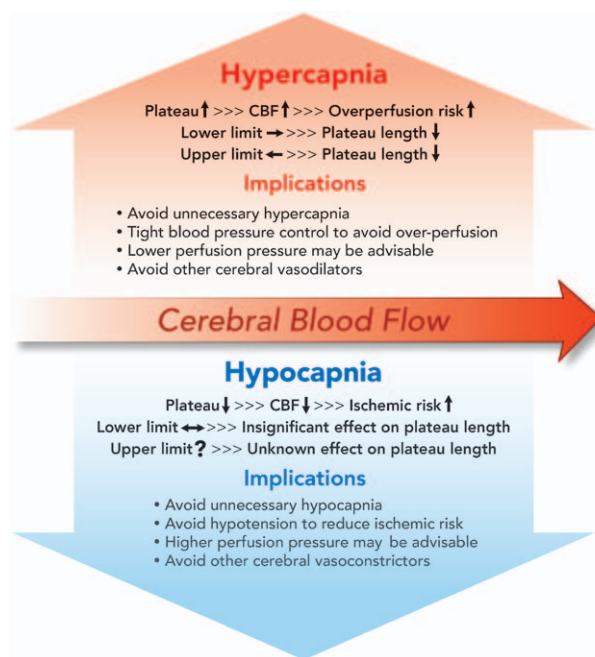 Hypercapnia
Plateau ↑ >>> CBF ↑ >>> Overperfusion risk ↑
Lower limit → >>> Plateau length ↓
Upper limit ← >>> Plateau length ↓
Implications
• Avoid unnecessary hypercapnia
• Tight blood pressure control to avoid over-perfusion
• Lower perfusion pressure may be advisable
• Avoid other cerebral vasodilators
Cerebral Blood Flow
Hypocapnia
Plateau ↓ >>> CBF ↓ >>> Ischemic risk ↑
Lower limit ↔ >>> Insignificant effect on plateau length
Upper limit ? >>> Unknown effect on plateau length
Implications
• Avoid unnecessary hypocapnia
• Avoid hypotension to reduce ischemic risk
• Higher perfusion pressure may be advisable
• Avoid other cerebral vasoconstrictors